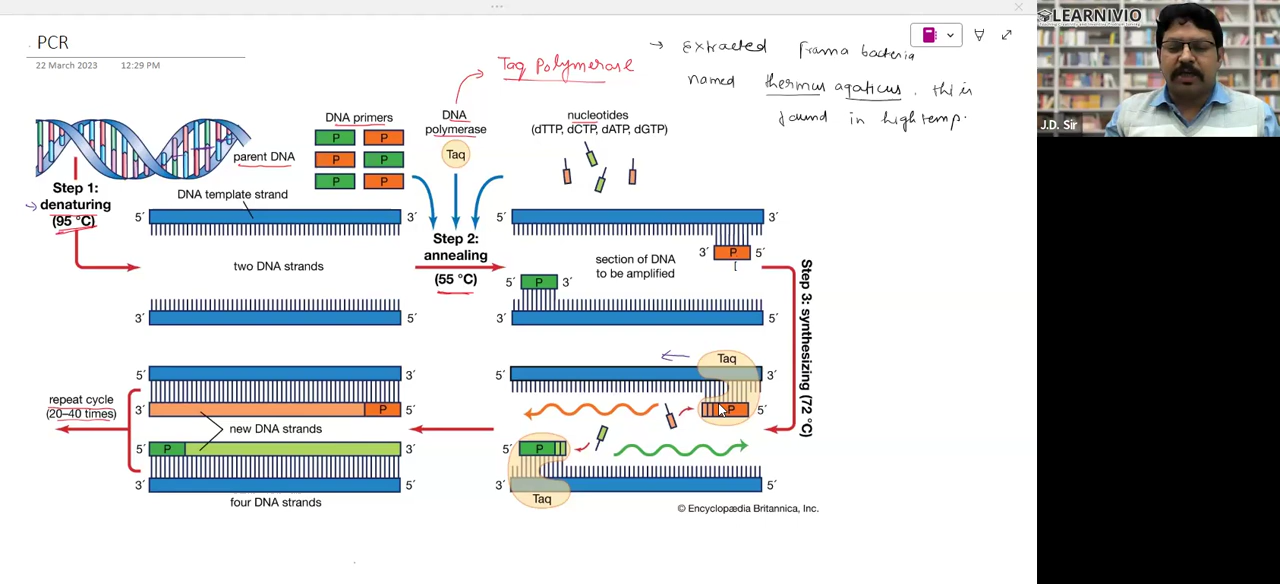 PCR
22 March 2023 12:29 PM
Taq Polymerase
→ Extracted froma bacteria
named thermus aqaticus. thi is
found in high temp.
LEARNIVIO
J.D. Sir
parent DNA
DNA primers
P P
P P
P P
DNA
polymerase
Taq
nucleotides
(dTTP, dCTP, dATP, dGTP)
Step 1:
denaturing
(95 °C)
DNA template strand
5′ 3′
two DNA strands
3′ 5′
Step 2:
annealing
(55 °C)
5′ 3′
3′ P 5′
section of DNA
to be amplified
5′ P 3′
3′ 5′
Step 3: synthesizing (72 °C)
Taq
5′ 3′
P 5′
5′ P
3′ 5′
Taq
5′ 3′
3′ P 5′
new DNA strands
5′ P 3′
3′ 5′
four DNA strands
repeat cycle
(20–40 times)
© Encyclopædia Britannica, Inc.